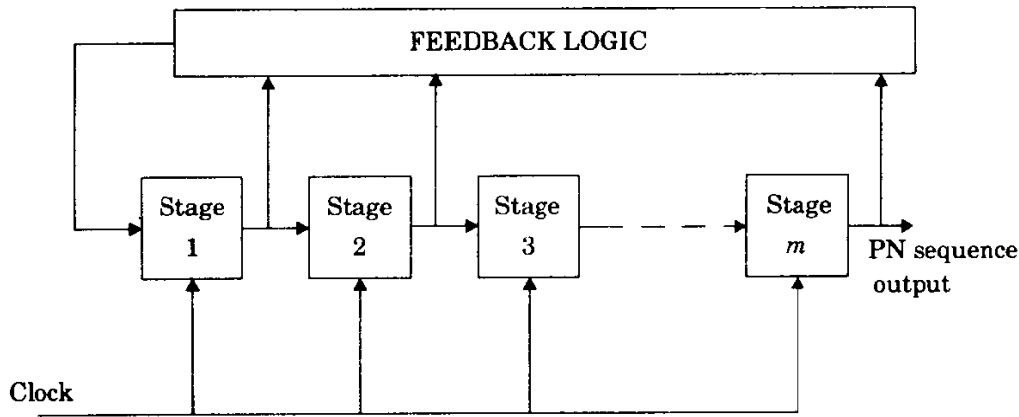 FEEDBACK LOGIC
Stage
1
Stage
2
Stage
3
Stage
m
PN sequence
output
Clock